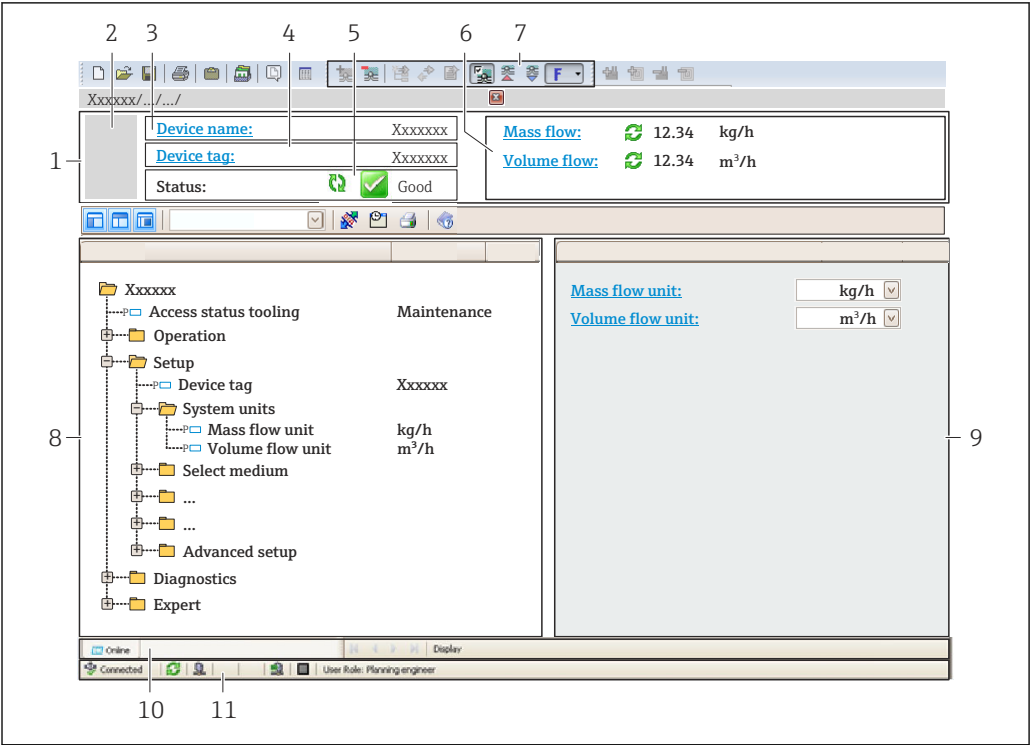 2 3 4 5 6 7
F
Xxxxxx/.../.../
1
Device name: Xxxxxxx
Device tag: Xxxxxxx
Status: Good
Mass flow: 12.34 kg/h
Volume flow: 12.34 m³/h
Xxxxxx
P Access status tooling Maintenance
Operation
Setup
P Device tag Xxxxxx
System units
P Mass flow unit kg/h
P Volume flow unit m³/h
Select medium
...
...
Advanced setup
Diagnostics
Expert
Mass flow unit: kg/h
Volume flow unit: m³/h
8
9
Online Display
Connected User Role: Planning engineer
10 11